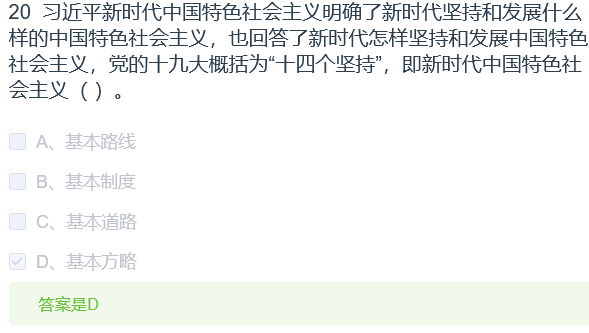 20 习近平新时代中国特色社会主义明确了新时代坚持和发展什么
样的中国特色社会主义，也回答了新时代怎样坚持和发展中国特色
社会主义，党的十九大概括为“十四个坚持”，即新时代中国特色社
会主义（ ）。
A、基本路线
B、基本制度
C、基本道路
D、基本方略
答案是D